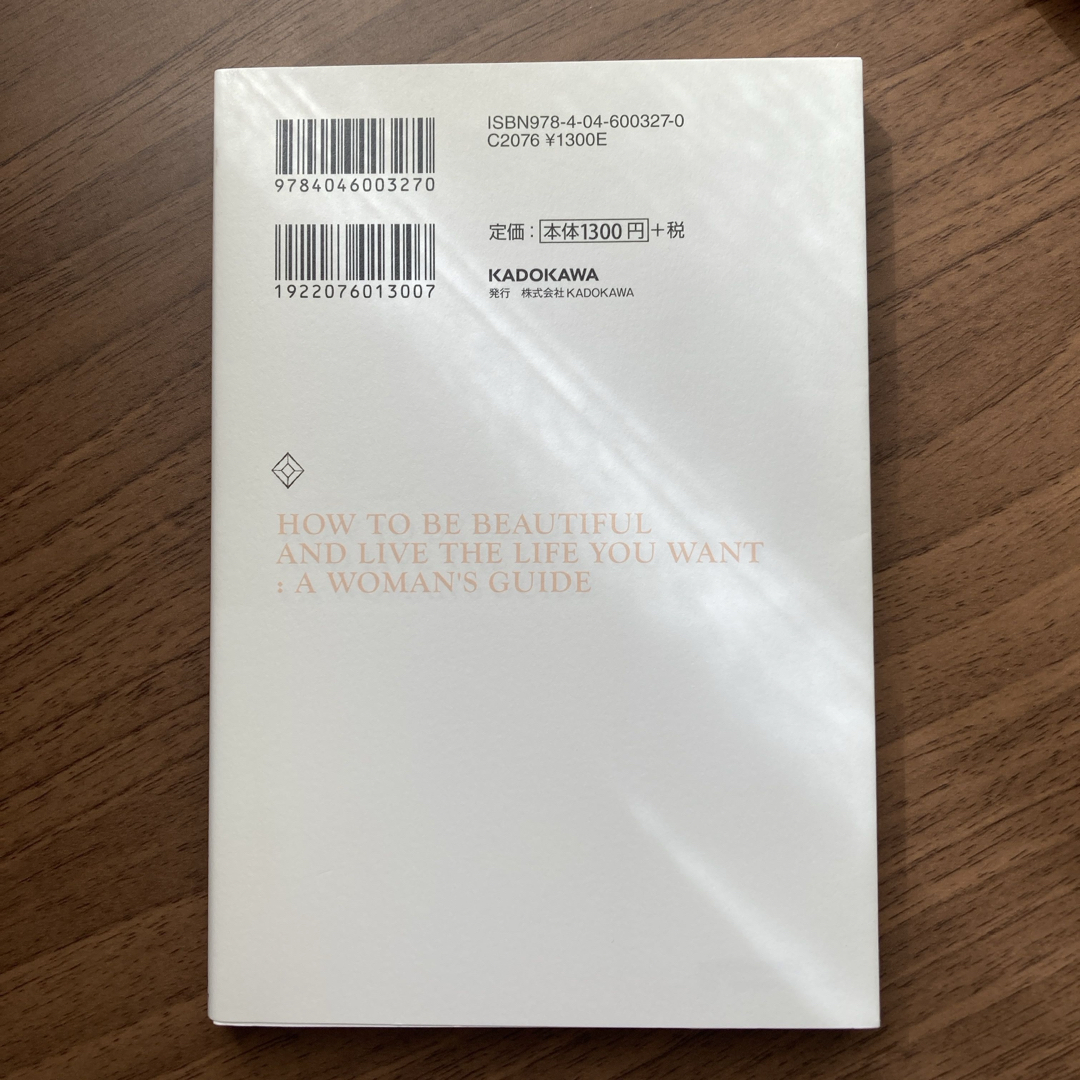 9784046003270
1922076013007
ISBN978-4-04-600327-0
C2076 ¥1300E
定価：本体1300円＋税
KADOKAWA
発行　株式会社KADOKAWA
HOW TO BE BEAUTIFUL
AND LIVE THE LIFE YOU WANT
: A WOMAN'S GUIDE